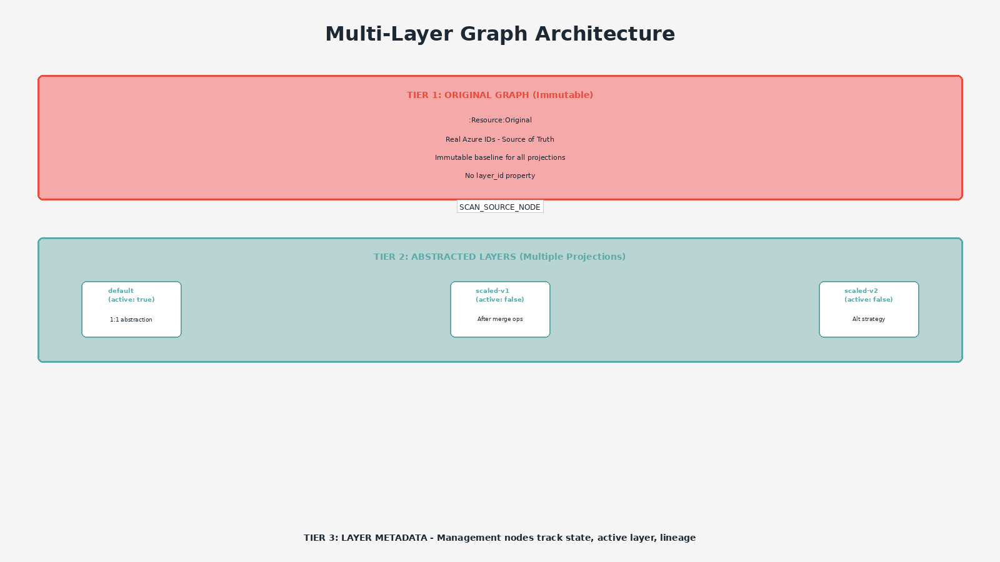 Multi-Layer Graph Architecture
TIER 1: ORIGINAL GRAPH (Immutable)
:Resource:Original
Real Azure IDs - Source of Truth
Immutable baseline for all projections
No layer_id property
SCAN_SOURCE_NODE
TIER 2: ABSTRACTED LAYERS (Multiple Projections)
default
(active: true)
1:1 abstraction
scaled-v1
(active: false)
After merge ops
scaled-v2
(active: false)
Alt strategy
TIER 3: LAYER METADATA - Management nodes track state, active layer, lineage